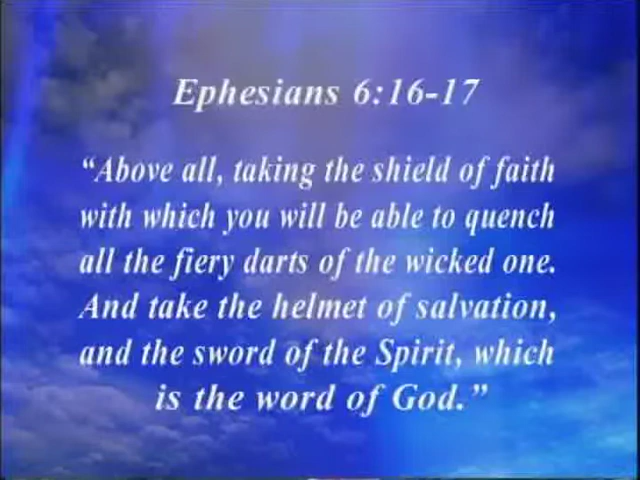 Ephesians 6:16-17
“Above all, taking the shield of faith
with which you will be able to quench
all the fiery darts of the wicked one.
And take the helmet of salvation,
and the sword of the Spirit, which
is the word of God.”